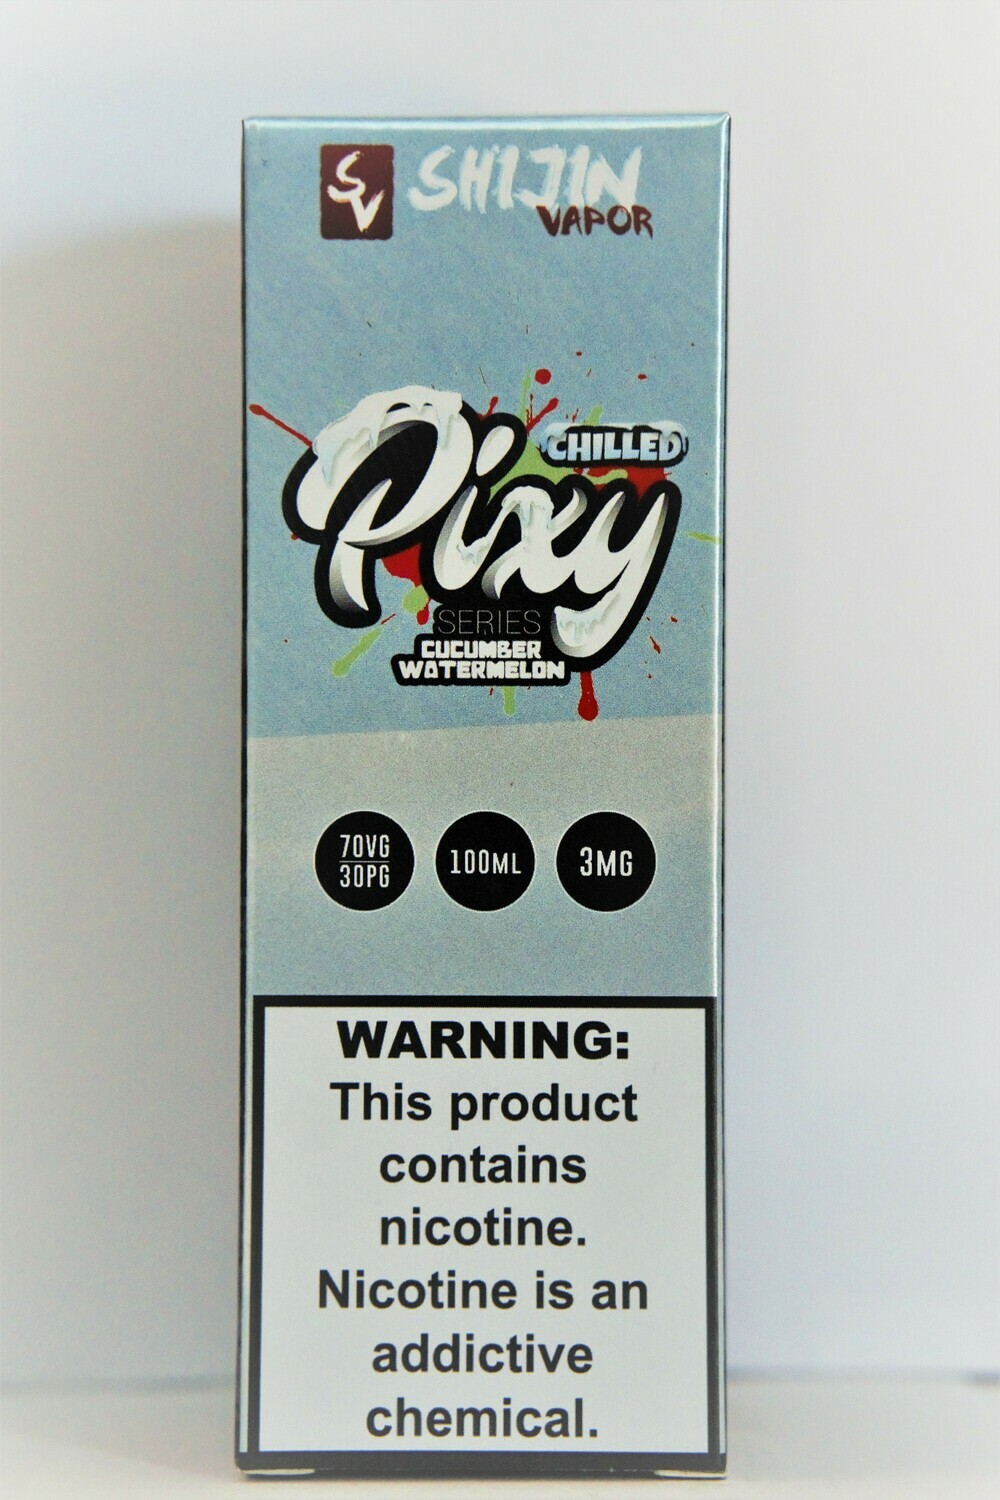 SV
SHIJIN
VAPOR
CHILLED
Pixy
SERIES
CUCUMBER
WATERMELON
70VG
30PG
100ML
3MG
WARNING:
This product
contains
nicotine.
Nicotine is an
addictive
chemical.